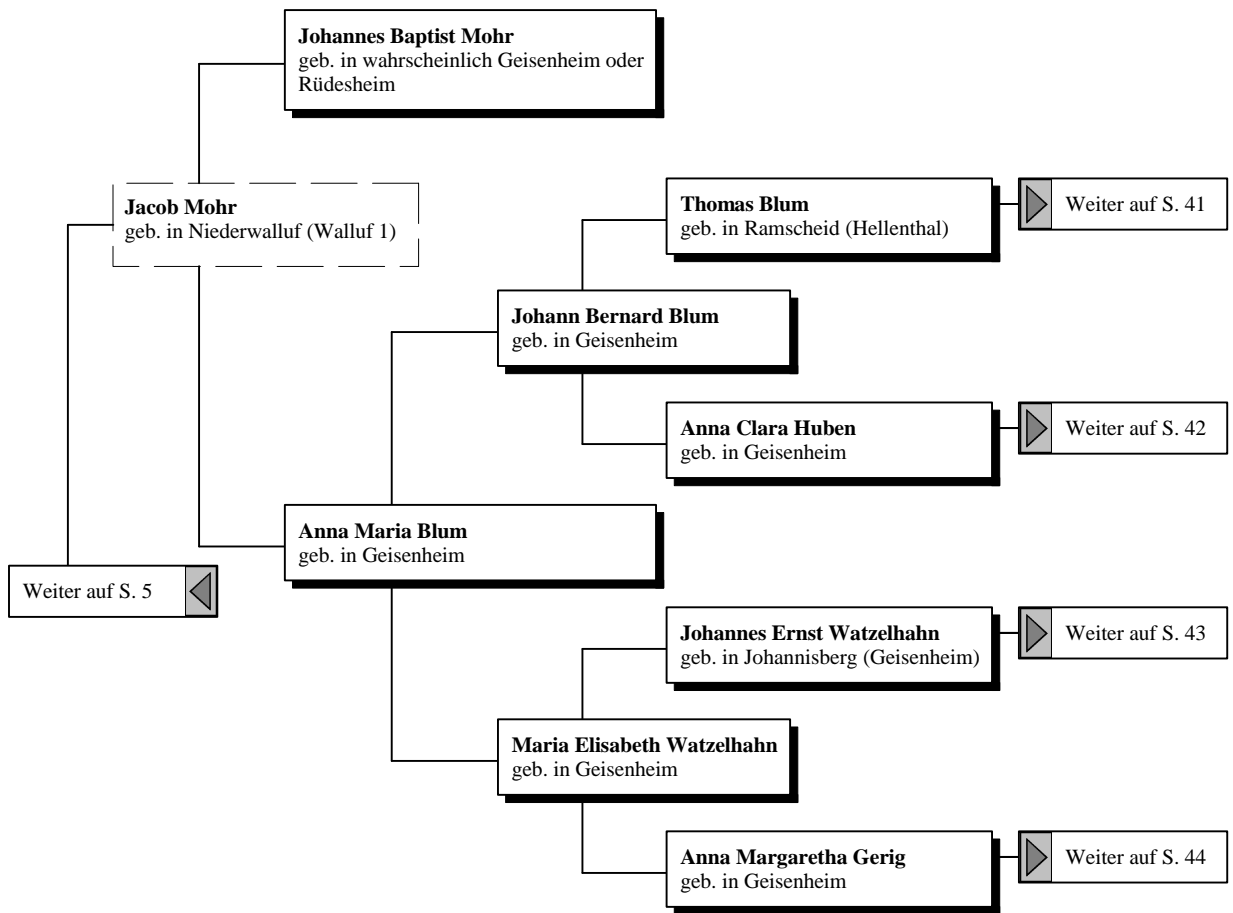 Johannes Baptist Mohr
geb. in wahrscheinlich Geisenheim oder
Rüdesheim
Jacob Mohr
geb. in Niederwalluf (Walluf 1)
Thomas Blum
geb. in Ramscheid (Hellenthal)
Weiter auf S. 41
Johann Bernard Blum
geb. in Geisenheim
Anna Clara Huben
geb. in Geisenheim
Weiter auf S. 42
Anna Maria Blum
geb. in Geisenheim
Weiter auf S. 5
Johannes Ernst Watzelhahn
geb. in Johannisberg (Geisenheim)
Weiter auf S. 43
Maria Elisabeth Watzelhahn
geb. in Geisenheim
Anna Margaretha Gerig
geb. in Geisenheim
Weiter auf S. 44